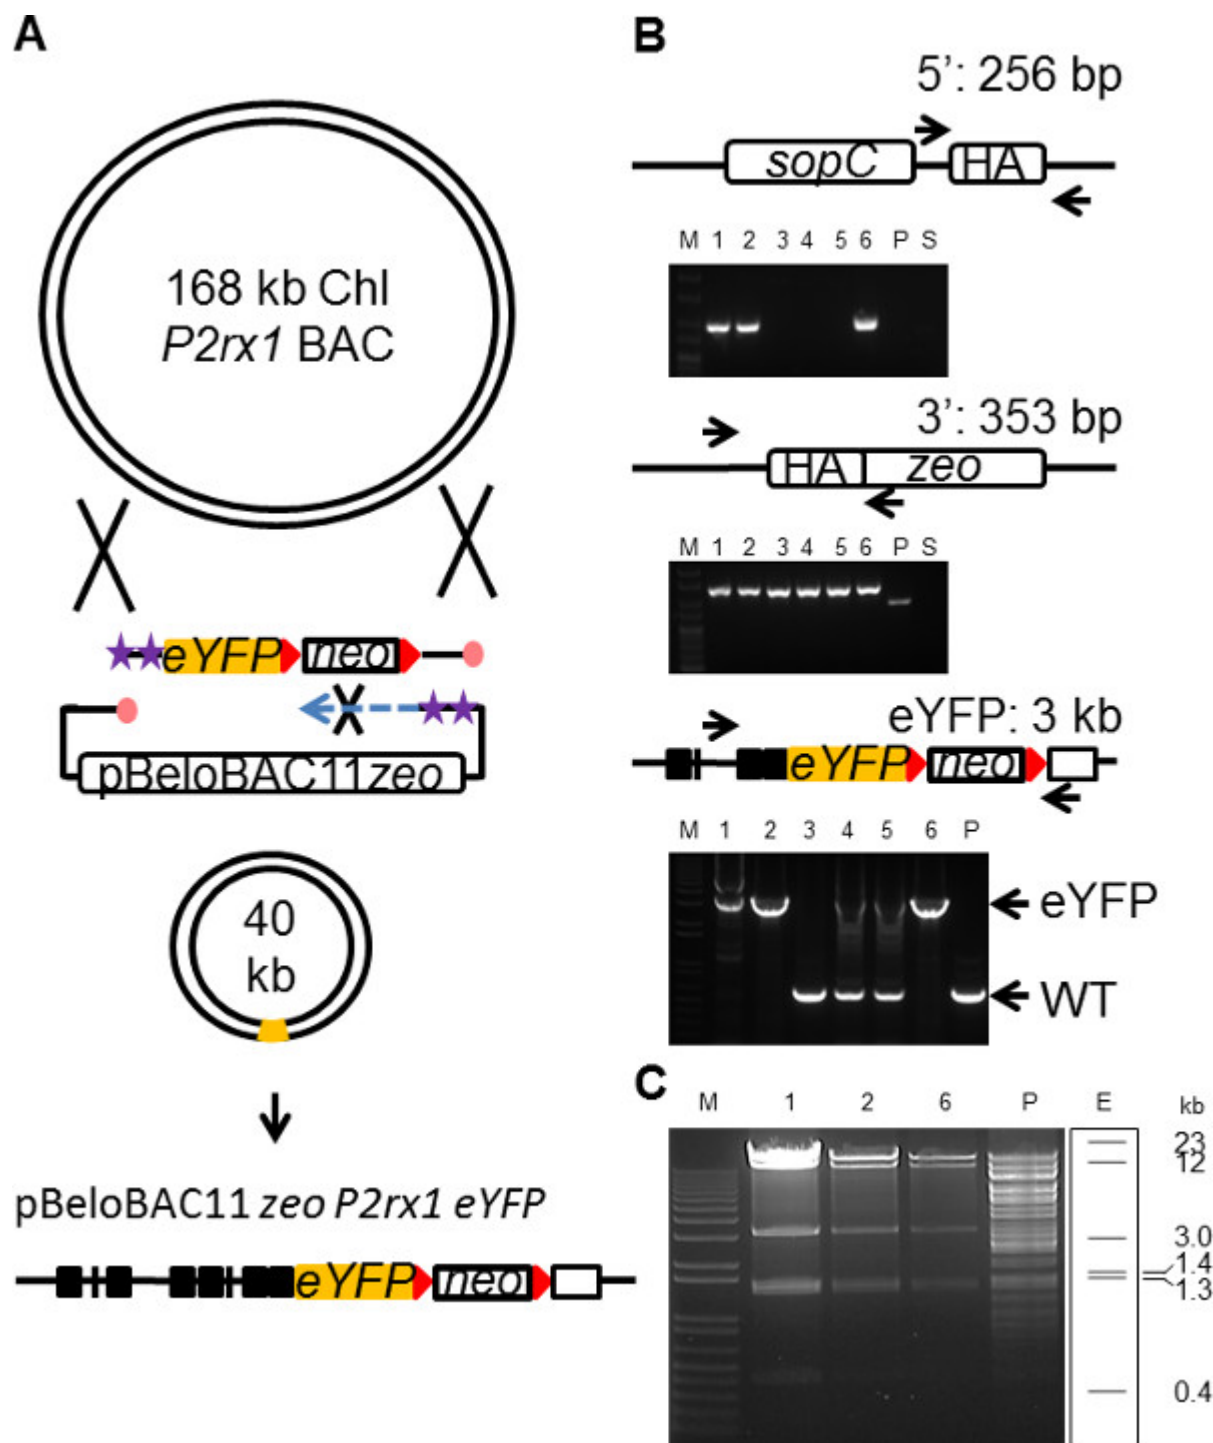 A
168 kb Chl
P2rx1 BAC
eYFP neo
pBeloBAC11zeo
40
kb
pBeloBAC11 zeo P2rx1 eYFP
eYFP neo
B
5’: 256 bp
sopC HA
M 1 2 3 4 5 6 P S
3’: 353 bp
HA zeo
M 1 2 3 4 5 6 P S
eYFP: 3 kb
eYFP neo
M 1 2 3 4 5 6 P
eYFP
WT
C
M 1 2 6 P E kb
23
12
3.0
1.4
1.3
0.4